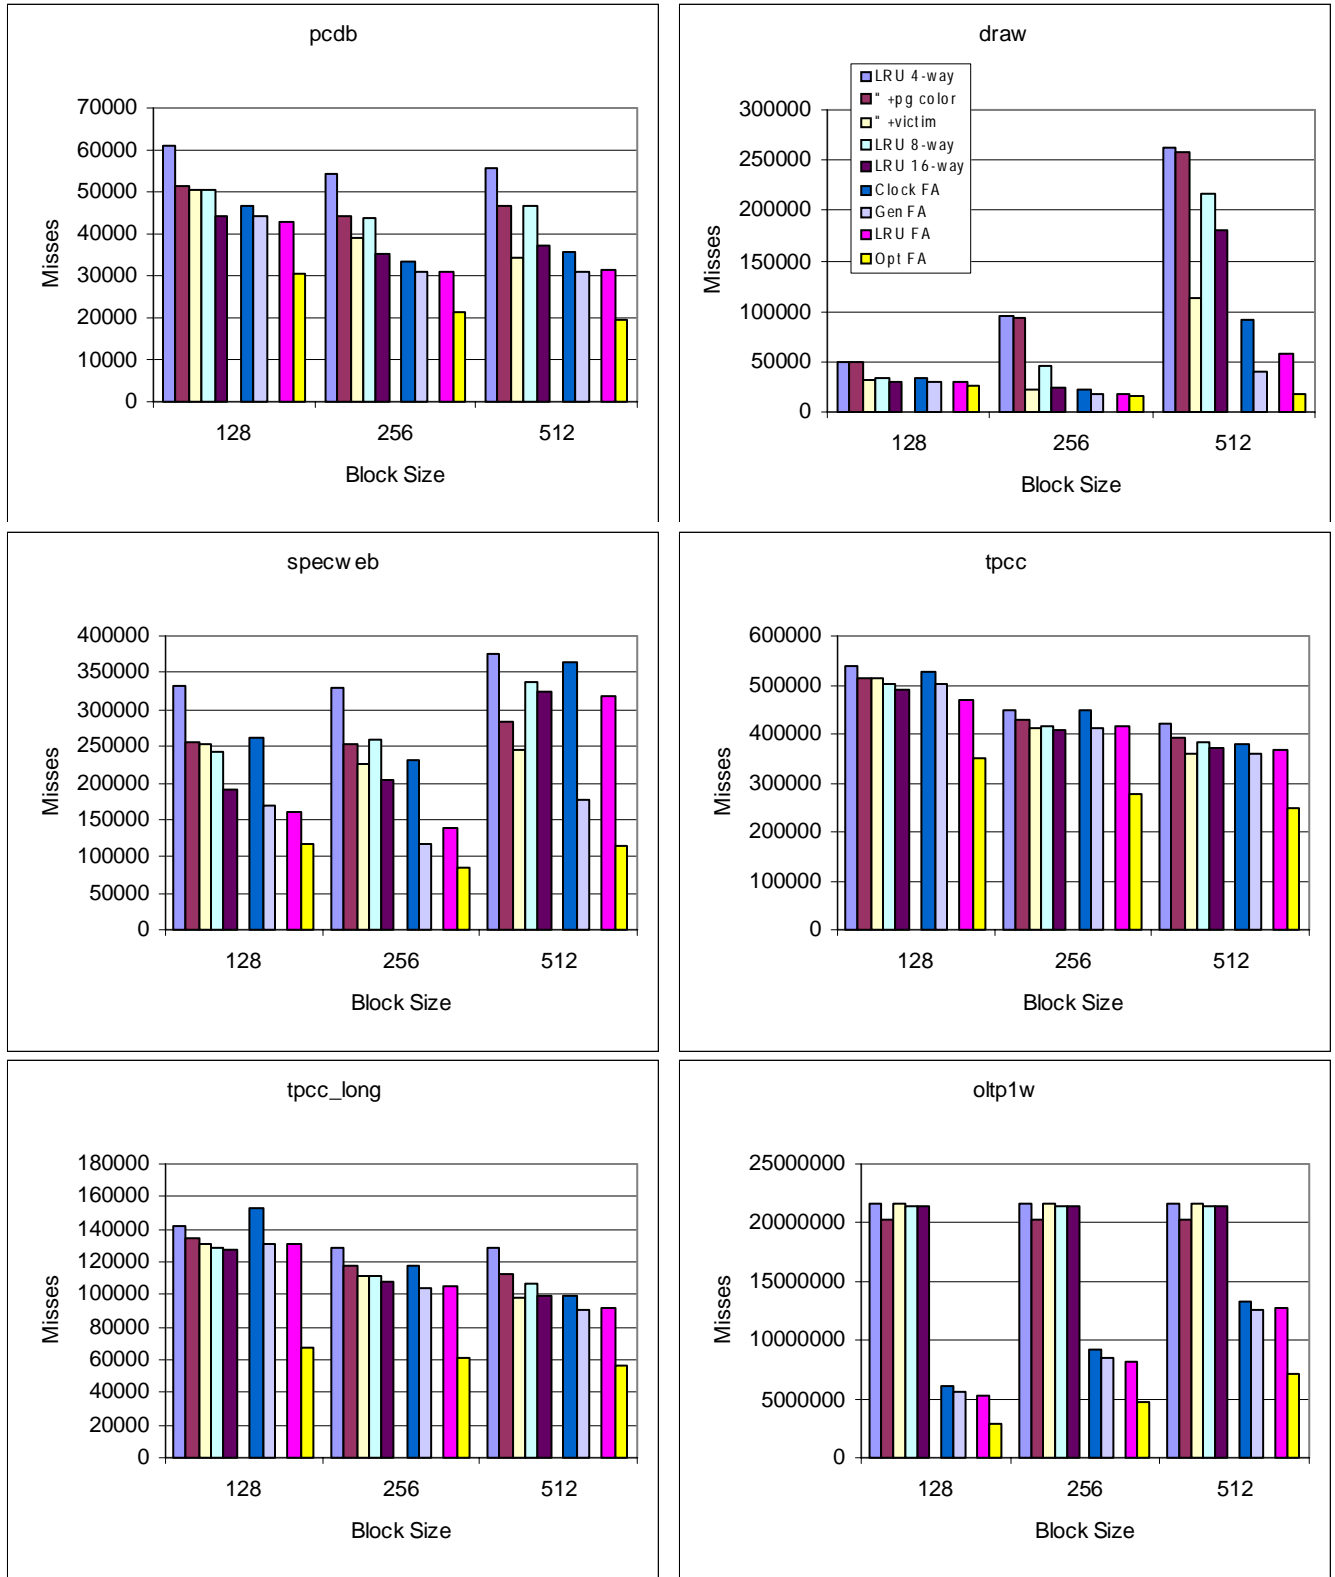 pcdb
70000
60000
50000
40000
30000
20000
10000
0
Misses
128 256 512
Block Size
draw
LRU 4-way
" +pg color
" +victim
LRU 8-way
LRU 16-way
Clock FA
Gen FA
LRU FA
Opt FA
300000
250000
200000
150000
100000
50000
0
Misses
128 256 512
Block Size
specweb
400000
350000
300000
250000
200000
150000
100000
50000
0
Misses
128 256 512
Block Size
tpcc
600000
500000
400000
300000
200000
100000
0
Misses
128 256 512
Block Size
tpcc_long
180000
160000
140000
120000
100000
80000
60000
40000
20000
0
Misses
128 256 512
Block Size
oltp1w
25000000
20000000
15000000
10000000
5000000
0
Misses
128 256 512
Block Size